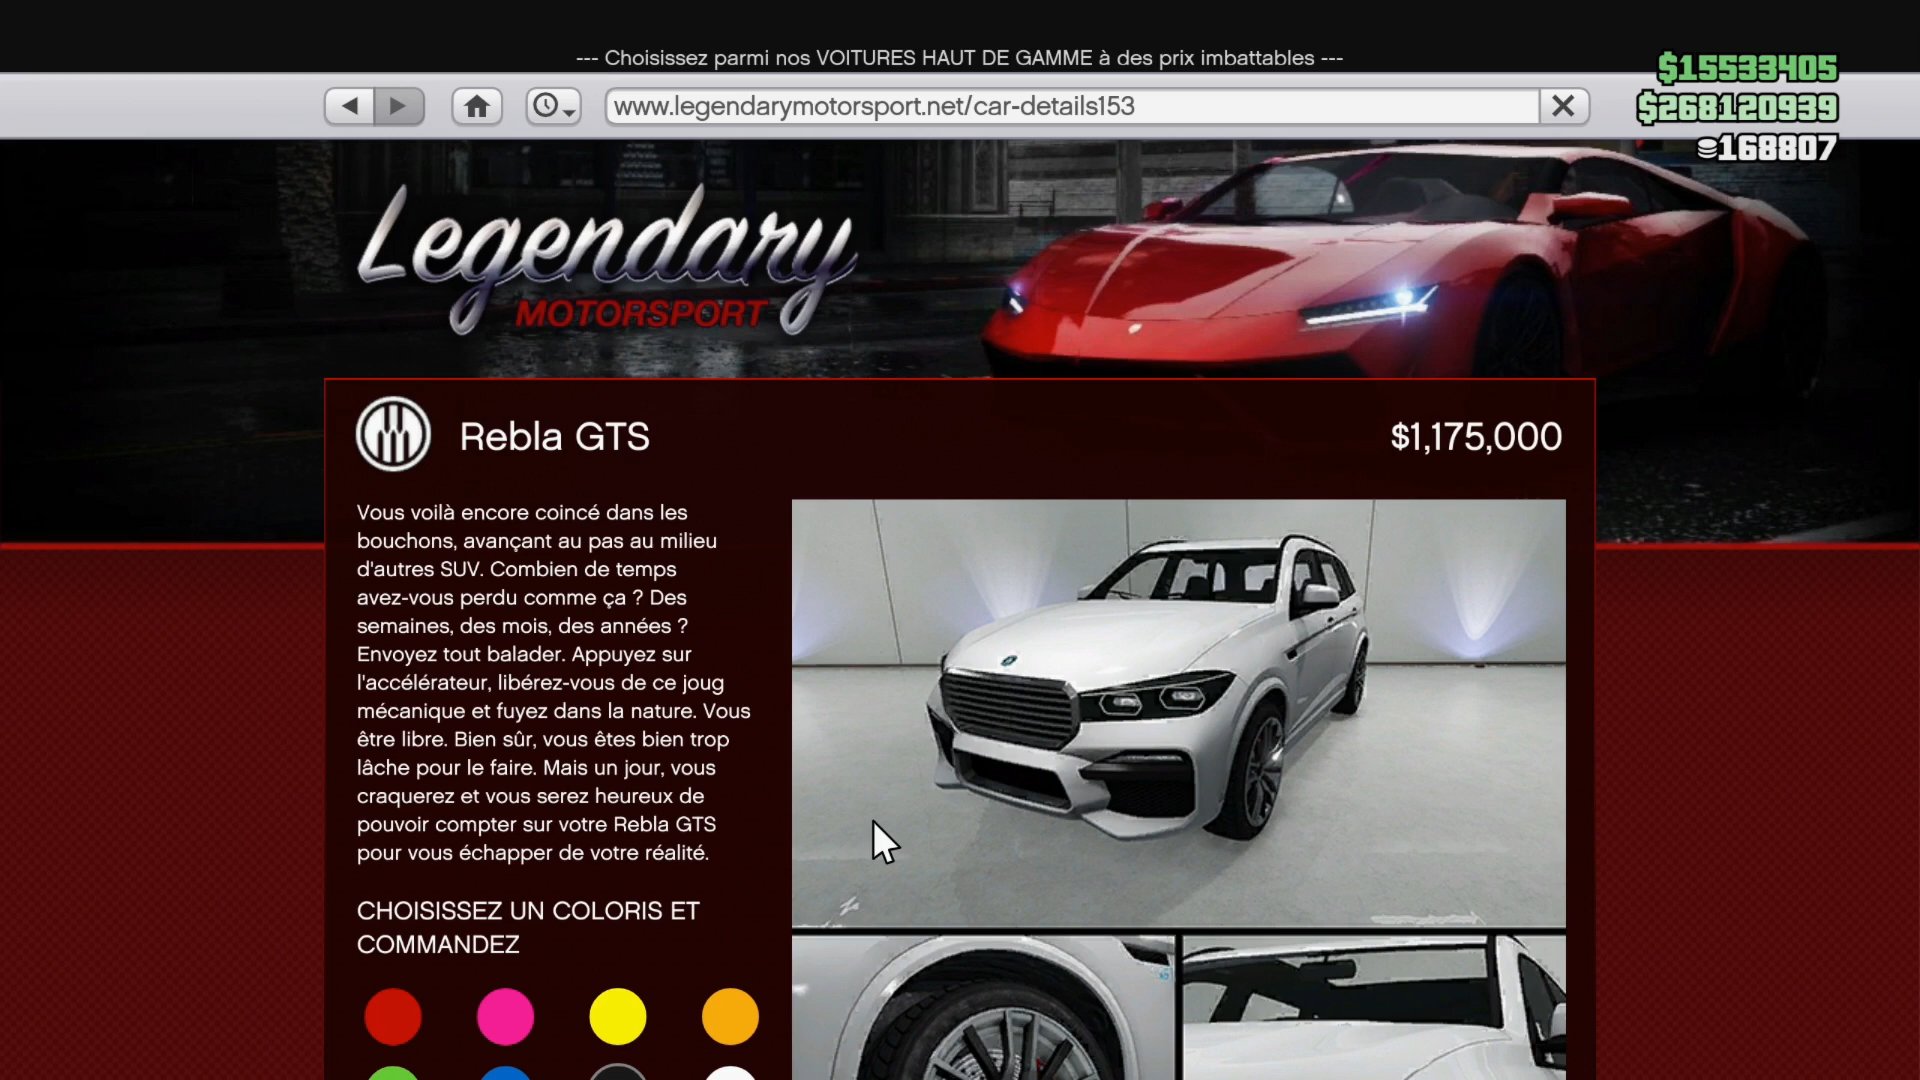 --- Choisissez parmi nos VOITURES HAUT DE GAMME à des prix imbattables ---
$15533405
www.legendarymotorsport.net/car-details153
$268120939
168807
Legendary
MOTORSPORT
Rebla GTS
$1,175,000
Vous voilà encore coincé dans les
bouchons, avançant au pas au milieu
d'autres SUV. Combien de temps
avez-vous perdu comme ça ? Des
semaines, des mois, des années ?
Envoyez tout balader. Appuyez sur
l'accélérateur, libérez-vous de ce joug
mécanique et fuyez dans la nature. Vous
être libre. Bien sûr, vous êtes bien trop
lâche pour le faire. Mais un jour, vous
craquerez et vous serez heureux de
pouvoir compter sur votre Rebla GTS
pour vous échapper de votre réalité.
CHOISISSEZ UN COLORIS ET
COMMANDEZ